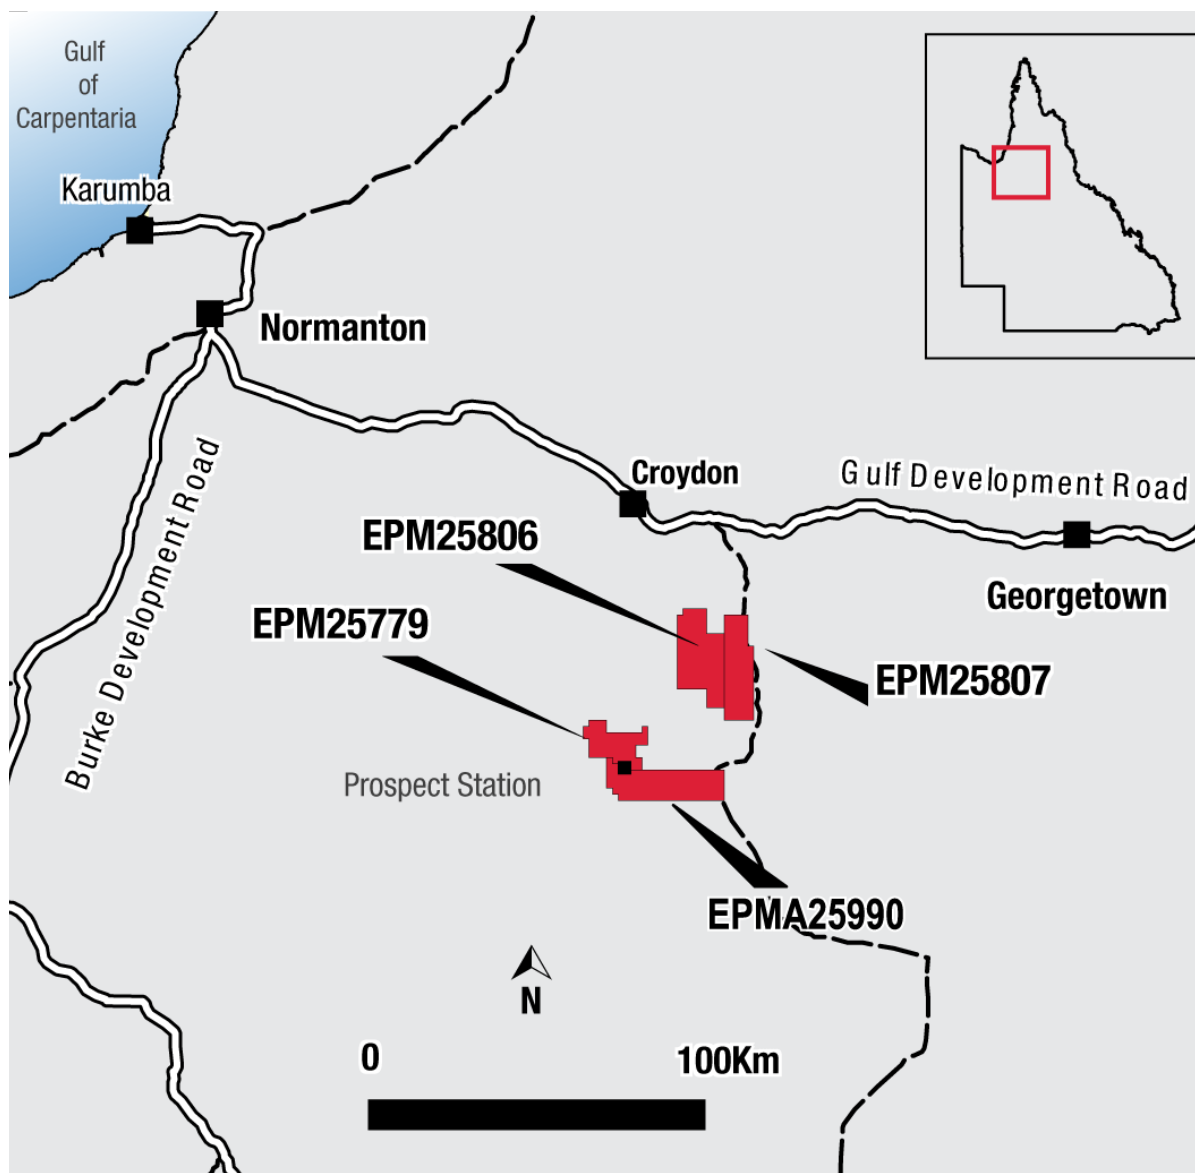 Gulf
of
Carpentaria
Karumba
Normanton
Croydon
Gulf Development Road
EPM25806
Georgetown
EPM25779
EPM25807
Burke Development Road
Prospect Station
EPMA25990
N
0
100Km